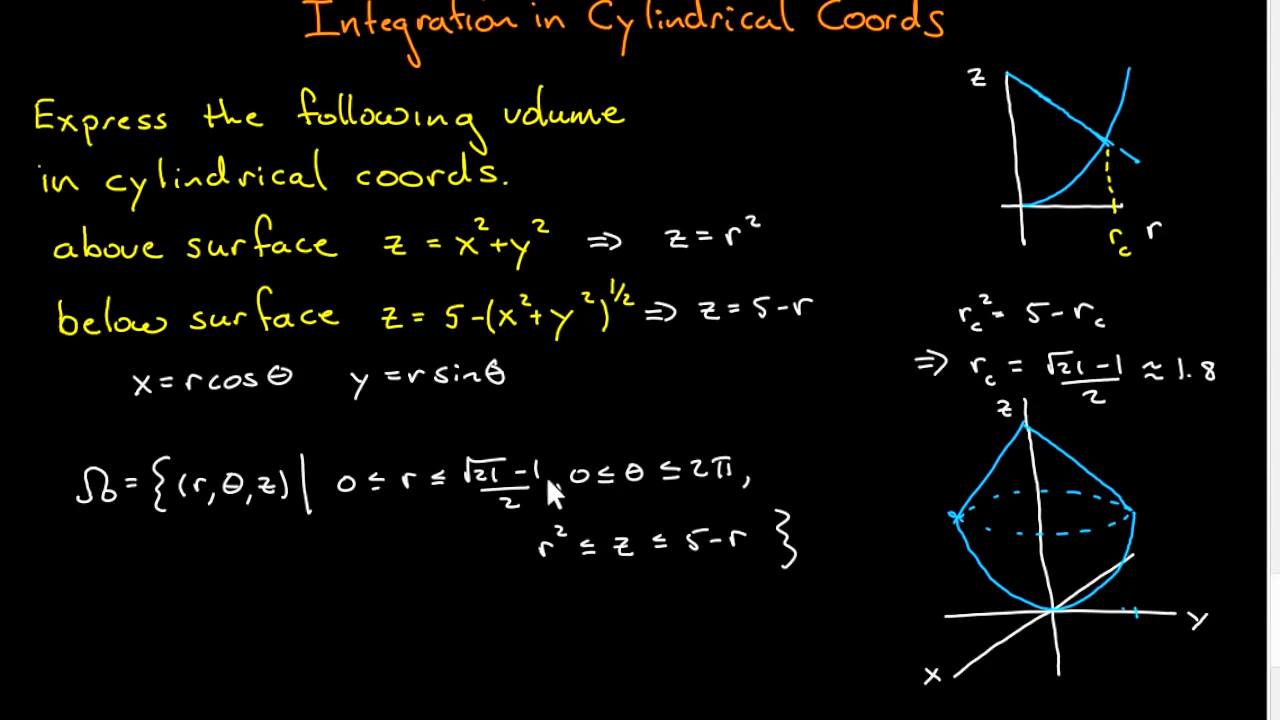 Integration in Cylindrical Coords
Express the following volume
in cylindrical coords.
above surface z = x²+y² ⇒ z = r²
below surface z = 5-(x²+y²)^1/2 ⇒ z = 5-r
x = r cos θ y = r sin θ
Ω = {(r, θ, z) | 0 ≤ r ≤ (√21 -1)/2, 0 ≤ θ ≤ 2π,
r² ≤ z ≤ 5-r }
z
r_c r
r_c² = 5 - r_c
⇒ r_c = (√21 -1)/2 ≈ 1.8
z
y
x